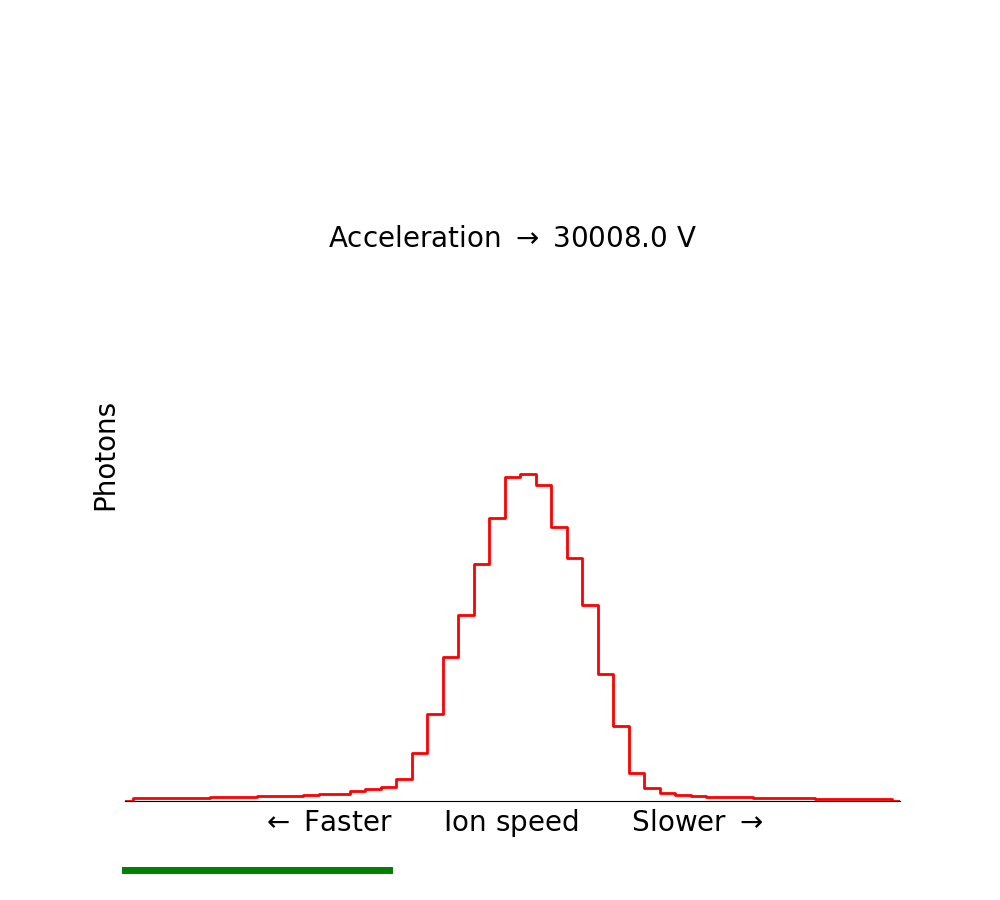 Acceleration → 30008.0 V
Photons
← Faster Ion speed Slower →